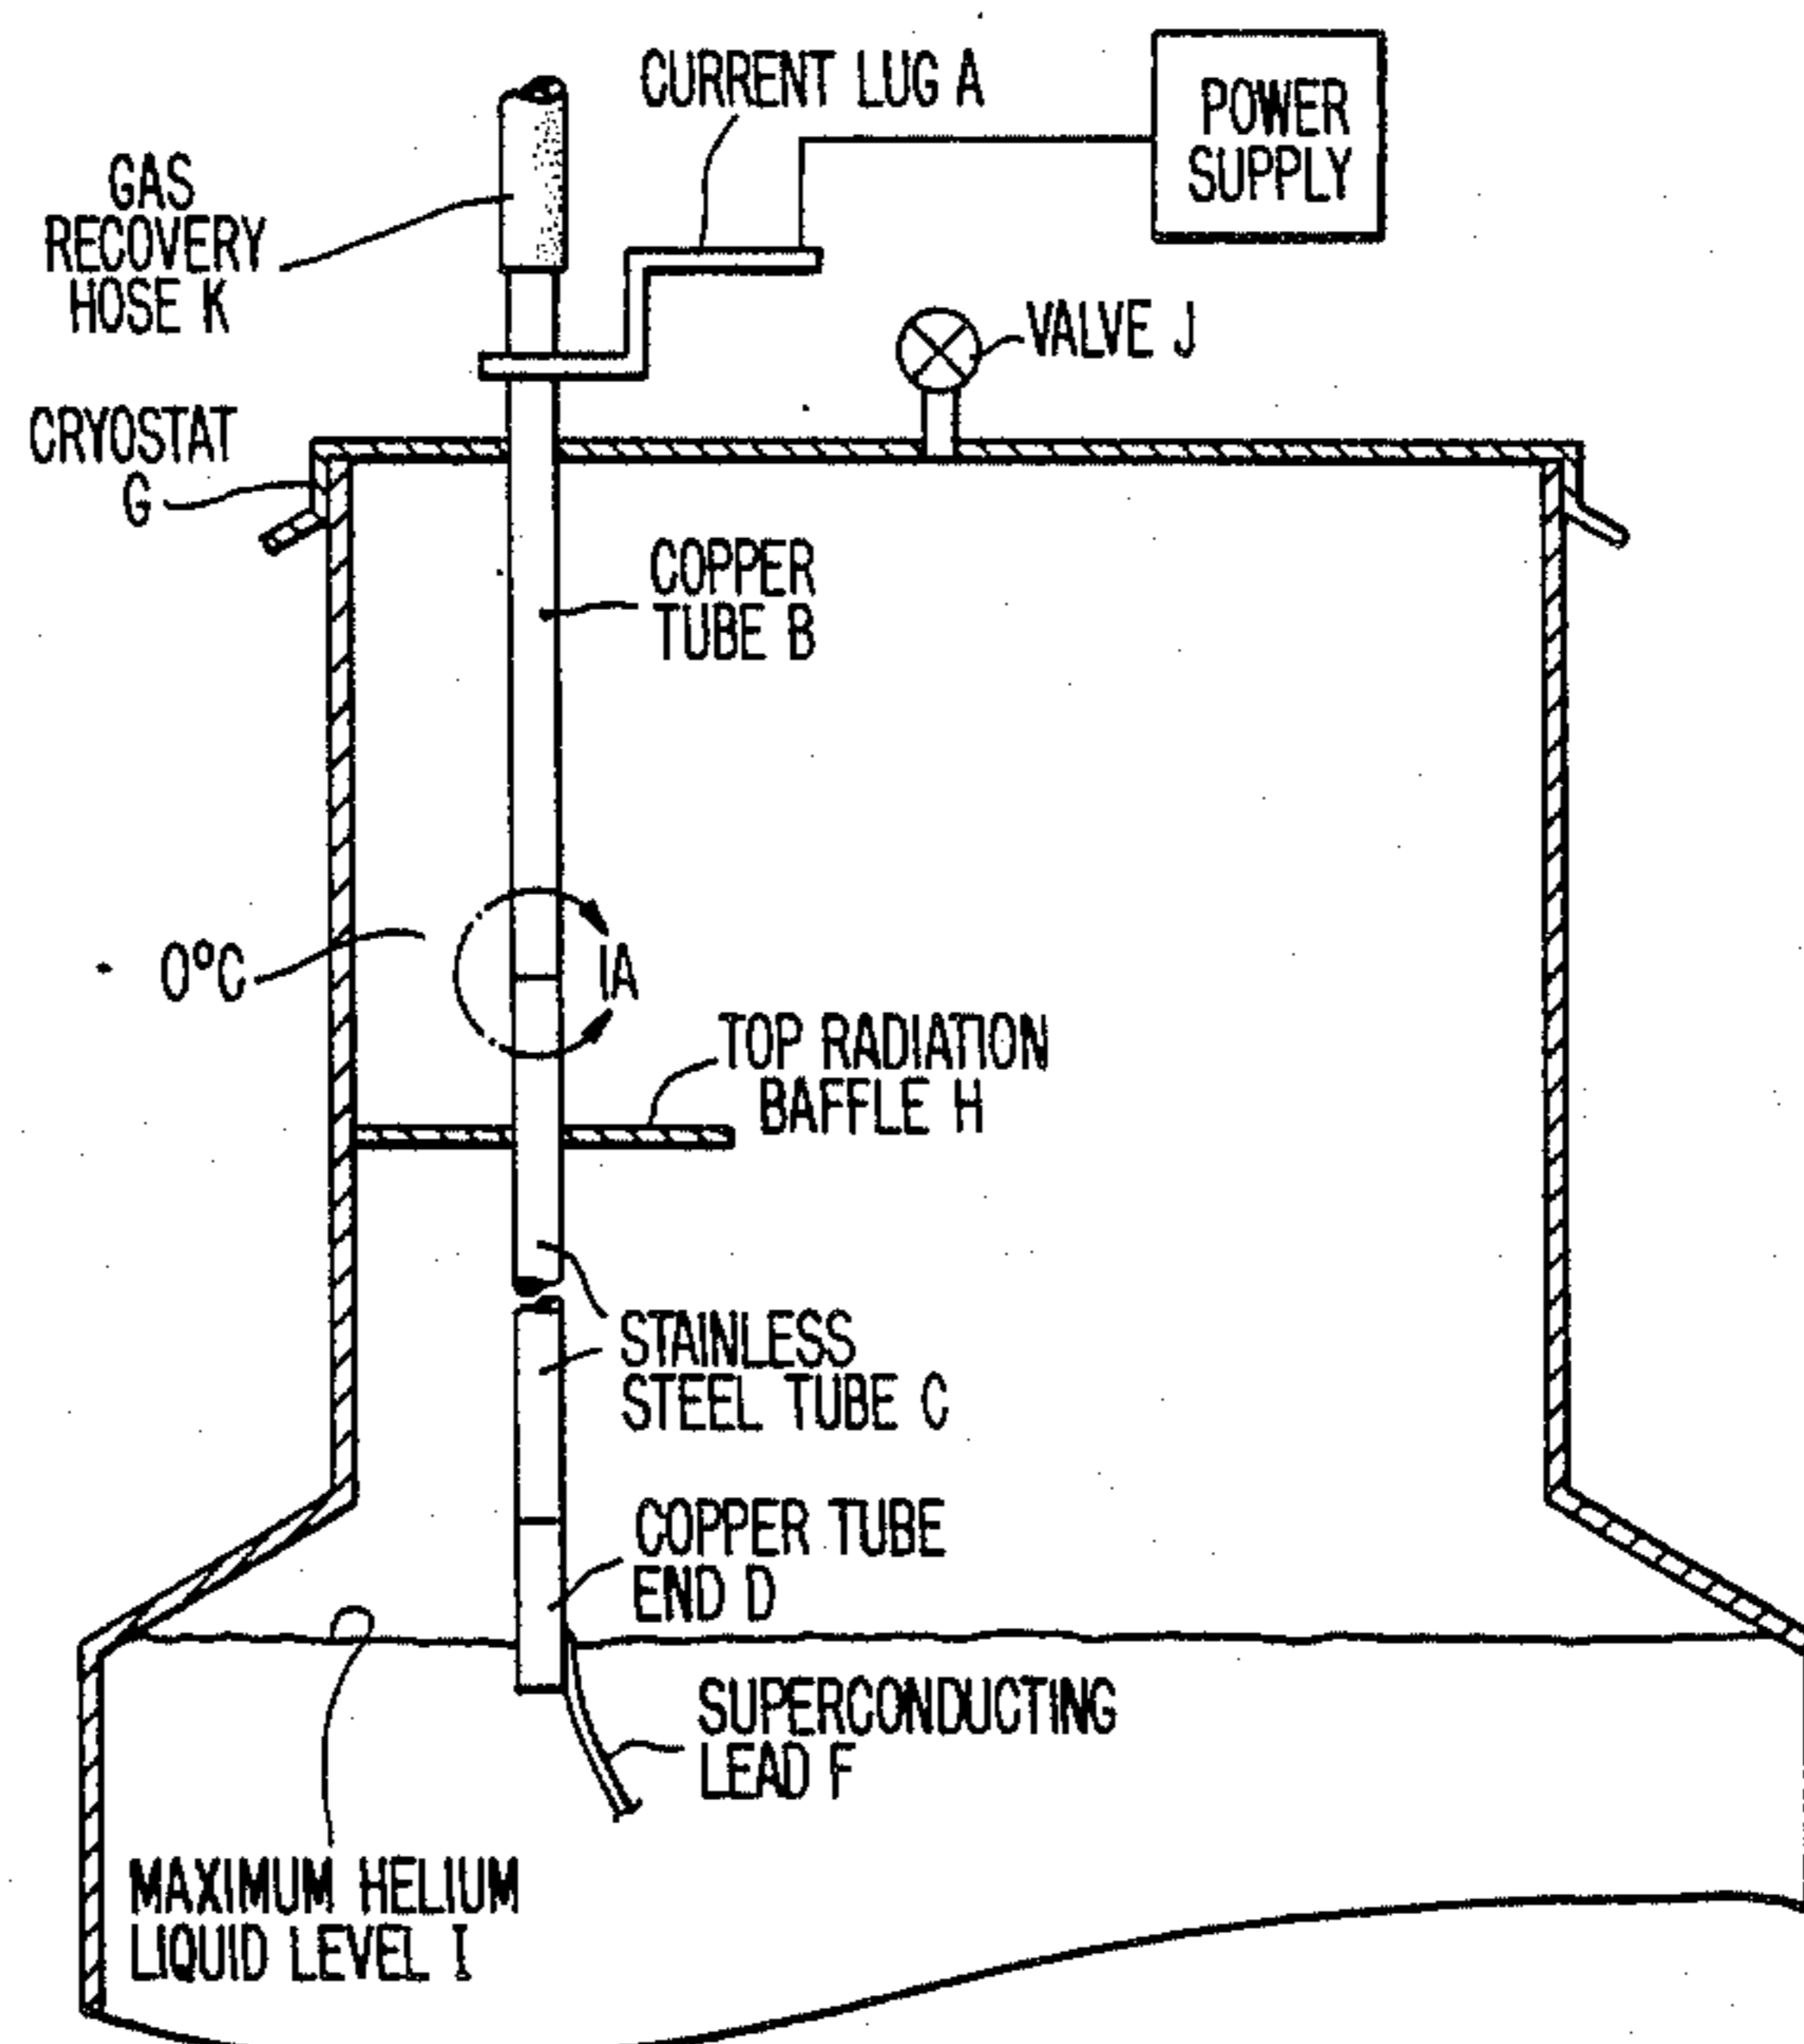 CURRENT LUG A
POWER
SUPPLY
GAS
RECOVERY
HOSE K
VALVE J
CRYOSTAT
G
COPPER
TUBE B
0°C
1A
TOP RADIATION
BAFFLE H
STAINLESS
STEEL TUBE C
COPPER TUBE
END D
SUPERCONDUCTING
LEAD F
MAXIMUM HELIUM
LIQUID LEVEL I